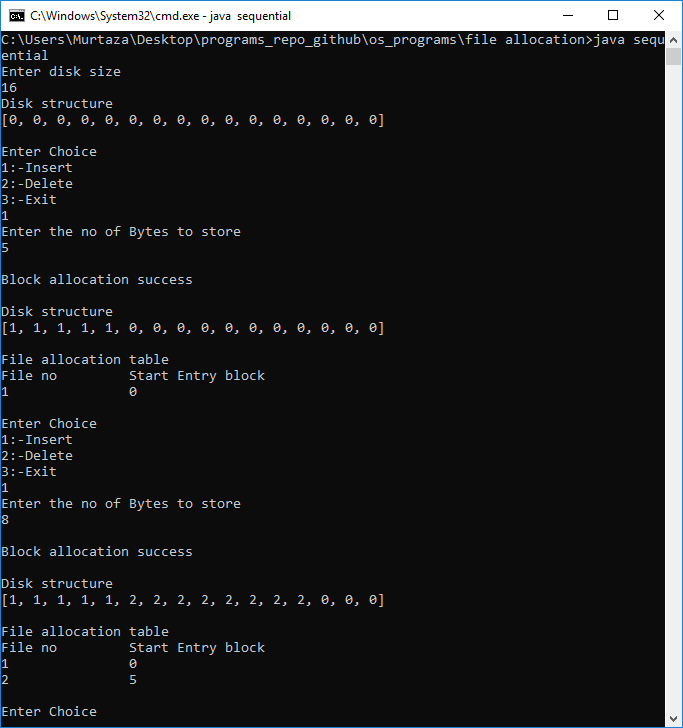 C:\Windows\System32\cmd.exe - java  sequential
C:\Users\Murtaza\Desktop\programs_repo_github\os_programs\file allocation>java sequ
ential
Enter disk size
16
Disk structure
[0, 0, 0, 0, 0, 0, 0, 0, 0, 0, 0, 0, 0, 0, 0, 0]

Enter Choice
1:-Insert
2:-Delete
3:-Exit
1
Enter the no of Bytes to store
5

Block allocation success

Disk structure
[1, 1, 1, 1, 1, 0, 0, 0, 0, 0, 0, 0, 0, 0, 0, 0]

File allocation table
File no         Start Entry block
1               0

Enter Choice
1:-Insert
2:-Delete
3:-Exit
1
Enter the no of Bytes to store
8

Block allocation success

Disk structure
[1, 1, 1, 1, 1, 2, 2, 2, 2, 2, 2, 2, 2, 0, 0, 0]

File allocation table
File no         Start Entry block
1               0
2               5

Enter Choice